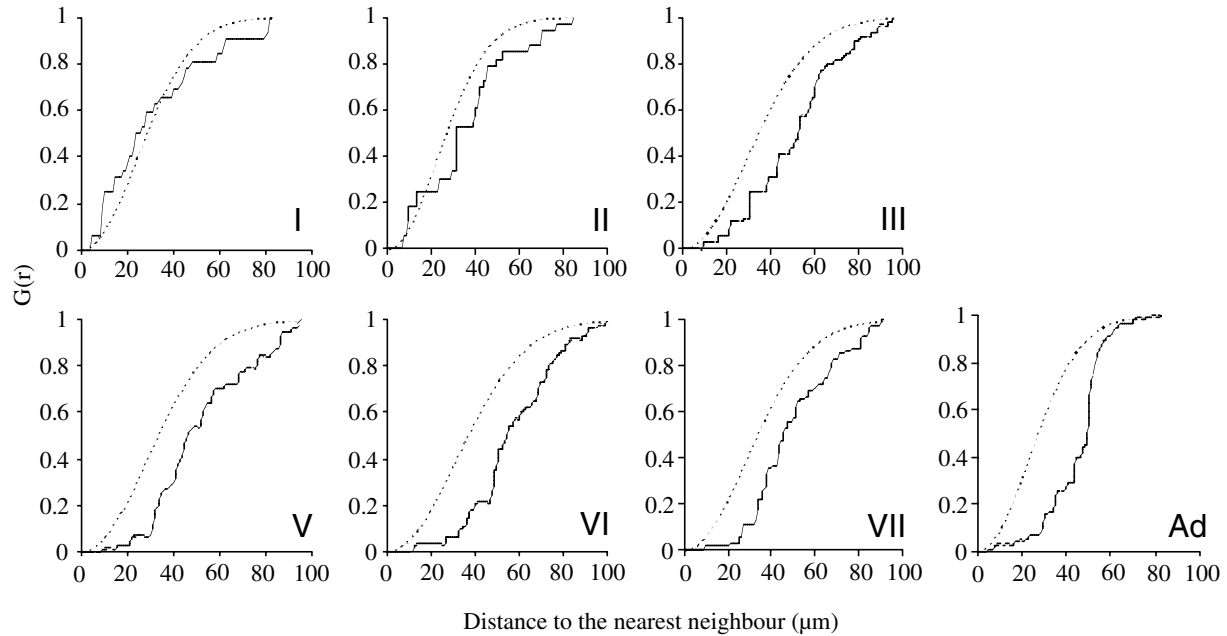 1 1 1
0.8 0.8 0.8
0.6 0.6 0.6
0.4 0.4 0.4
0.2 0.2 0.2
I II III
0 0 0
0 20 40 60 80 100 0 20 40 60 80 100 0 20 40 60 80 100
G(r)
1 1 1 1
0.8 0.8 0.8 0.8
0.6 0.6 0.6 0.6
0.4 0.4 0.4 0.4
0.2 0.2 0.2 0.2
V VI VII Ad
0 0 0 0
0 20 40 60 80 100 0 20 40 60 80 100 0 20 40 60 80 100 0 20 40 60 80 100
Distance to the nearest neighbour (µm)